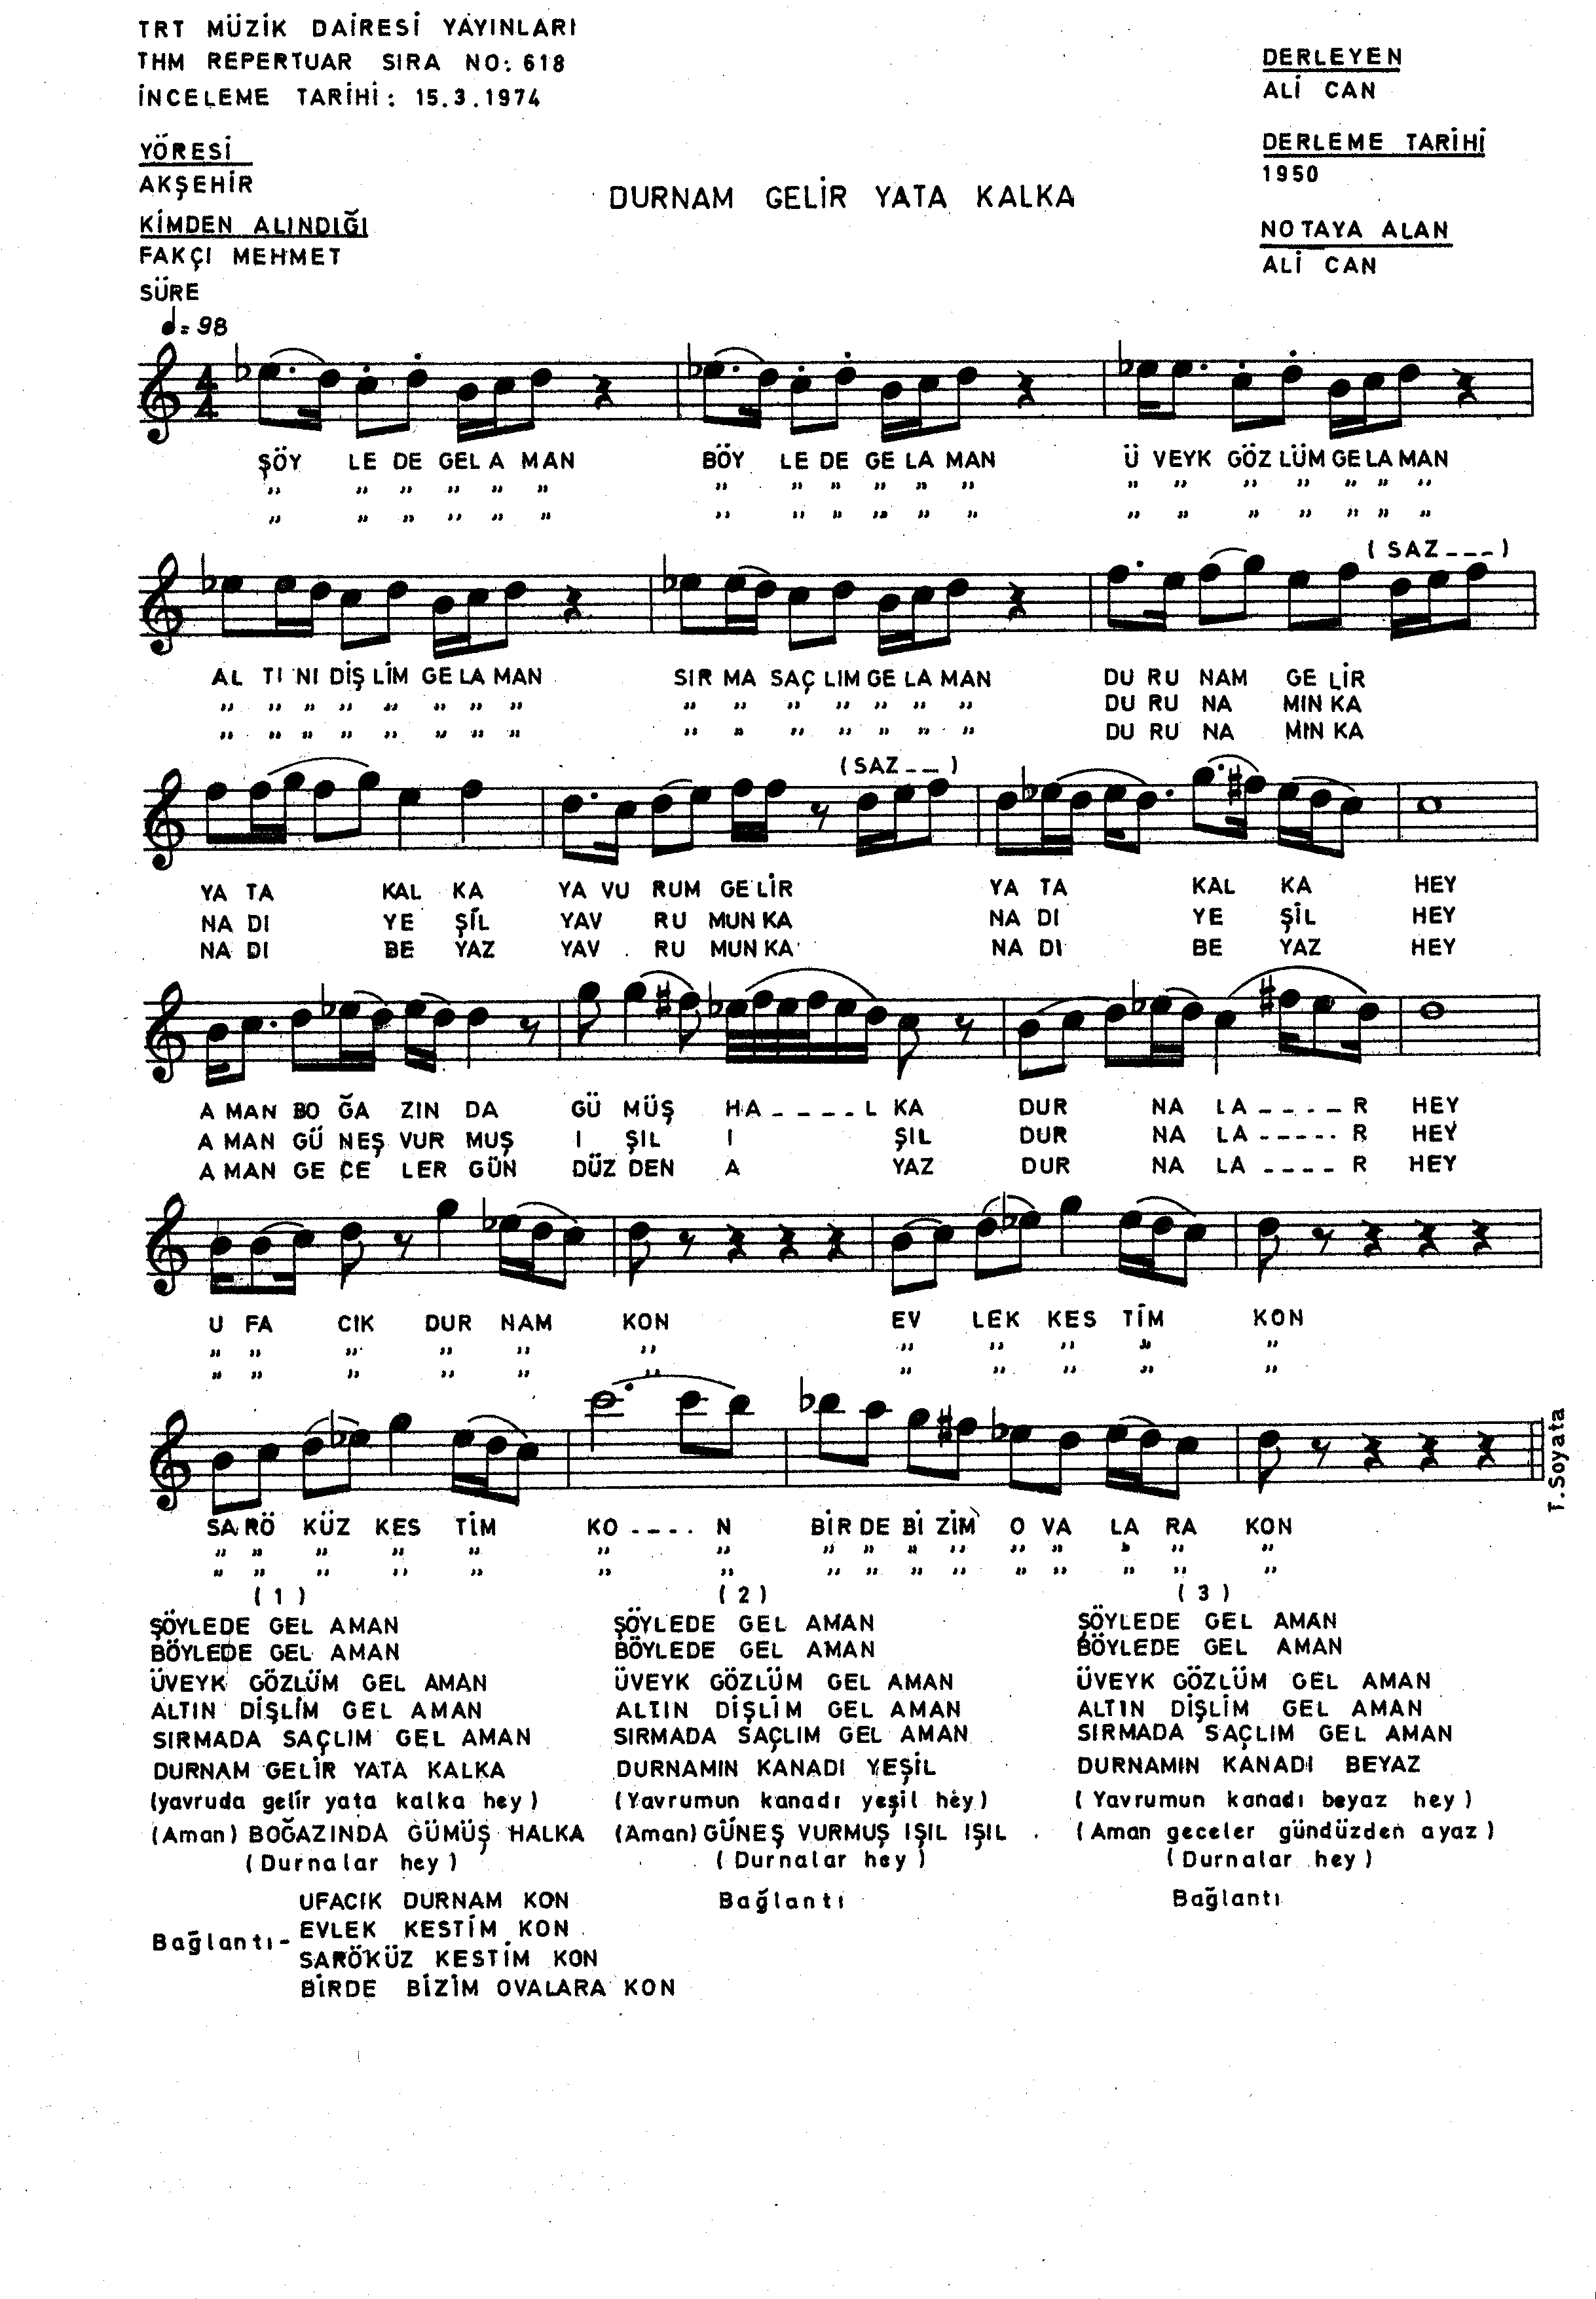 TRT MÜZİK DAİRESİ YAYINLARI
THM REPERTUAR SIRA NO: 618
İNCELEME TARİHİ: 15.3.1974
DERLEYEN
ALİ CAN
YÖRESİ
AKŞEHİR
DERLEME TARİHİ
1950
DURNAM GELİR YATA KALKA
KİMDEN ALINDIĞI
FAKÇI MEHMET
NOTAYA ALAN
ALİ CAN
SÜRE
♩=98
4
4
ŞÖY LE DE GEL A MAN BÖY LE DE GE LA MAN Ü VEYK GÖZ LÜM GE LA MAN
" " " " " " " " " " " " " " " " " " "
" " " " " " " " " " " " " " " " " " "
(SAZ---)
AL TI NI DİŞ LİM GE LA MAN SIR MA SAÇ LIM GE LA MAN DU RU NAM GE LİR
" " " " " " " " " " " " " " " DU RU NA MIN KA
" " " " " " " " " " " " " " " DU RU NA MIN KA
(SAZ--)
YA TA KAL KA YA VU RUM GE LİR YA TA KAL KA HEY
NA DI YE ŞİL YAV RU MUN KA NA DI YE ŞİL HEY
NA DI BE YAZ YAV RU MUN KA NA DI BE YAZ HEY
A MAN BO ĞA ZIN DA GÜ MÜŞ HA----L KA DUR NA LA----R HEY
A MAN GÜ NEŞ VUR MUŞ I ŞIL I ŞIL DUR NA LA-----R HEY
A MAN GE CE LER GÜN DÜZ DEN A YAZ DUR NA LA----R HEY
U FA CIK DUR NAM KON EV LEK KES TİM KON
" " " " " " " " " " "
" " " " " " " " " " "
SA RÖ KÜZ KES TİM KO----N BİR DE Bİ ZİM O VA LA RA KON
" " " " " " " " " " " " " " " "
" " " " " " " " " " " " " " " "
T. Soyata
(1)
ŞÖYLEDE GEL AMAN
BÖYLEDE GEL AMAN
ÜVEYK GÖZLÜM GEL AMAN
ALTIN DİŞLİM GEL AMAN
SIRMADA SAÇLIM GEL AMAN
DURNAM GELİR YATA KALKA
(yavruda gelir yata kalka hey)
(Aman) BOĞAZINDA GÜMÜŞ HALKA
(Durnalar hey)
Bağlantı-
UFACIK DURNAM KON
EVLEK KESTİM KON
SARÖKÜZ KESTİM KON
BİRDE BİZİM OVALARA KON
(2)
ŞÖYLEDE GEL AMAN
BÖYLEDE GEL AMAN
ÜVEYK GÖZLÜM GEL AMAN
ALTIN DİŞLİM GEL AMAN
SIRMADA SAÇLIM GEL AMAN
DURNAMIN KANADI YEŞİL
(Yavrumun kanadı yeşil hey)
(Aman) GÜNEŞ VURMUŞ IŞIL IŞIL
(Durnalar hey)
Bağlantı
(3)
ŞÖYLEDE GEL AMAN
BÖYLEDE GEL AMAN
ÜVEYK GÖZLÜM GEL AMAN
ALTIN DİŞLİM GEL AMAN
SIRMADA SAÇLIM GEL AMAN
DURNAMIN KANADI BEYAZ
(Yavrumun kanadı beyaz hey)
(Aman geceler gündüzden ayaz)
(Durnalar hey)
Bağlantı